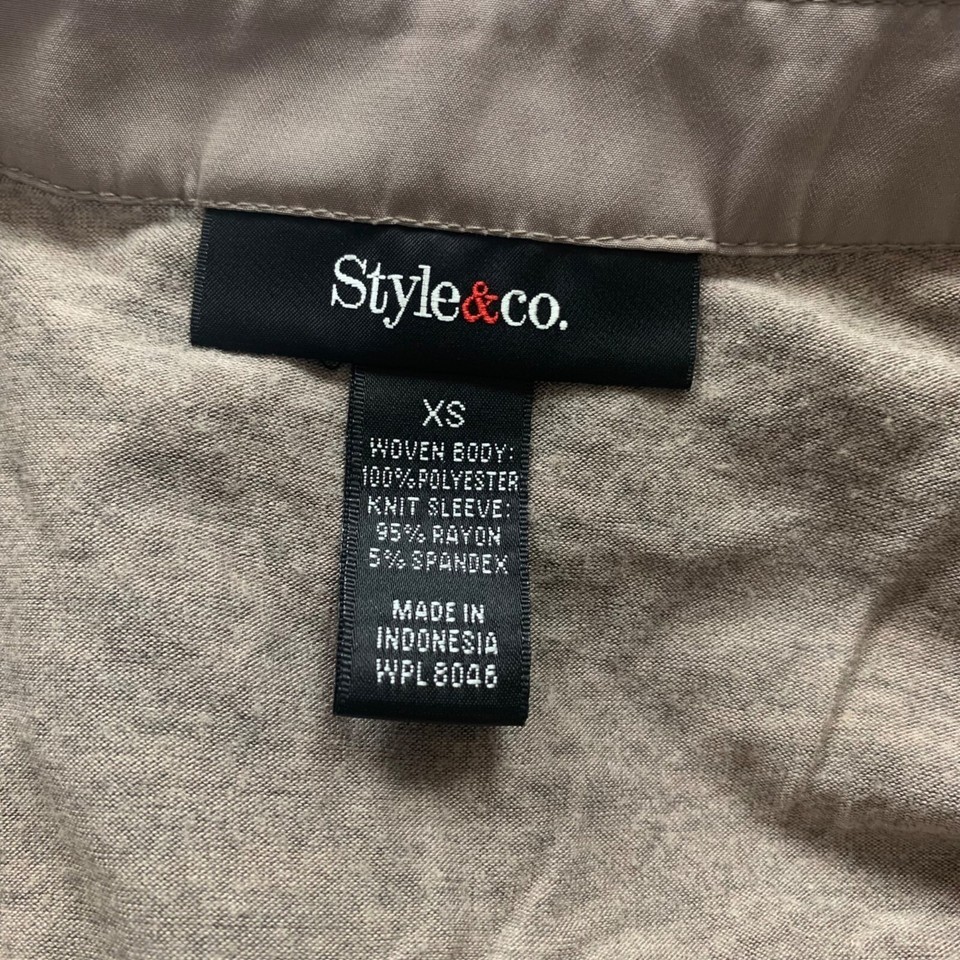 Style&co.
XS
WOVEN BODY:
100%POLYESTER
KNIT SLEEVE:
95% RAYON
5% SPANDEX
MADE IN
INDONESIA
WPL 8046